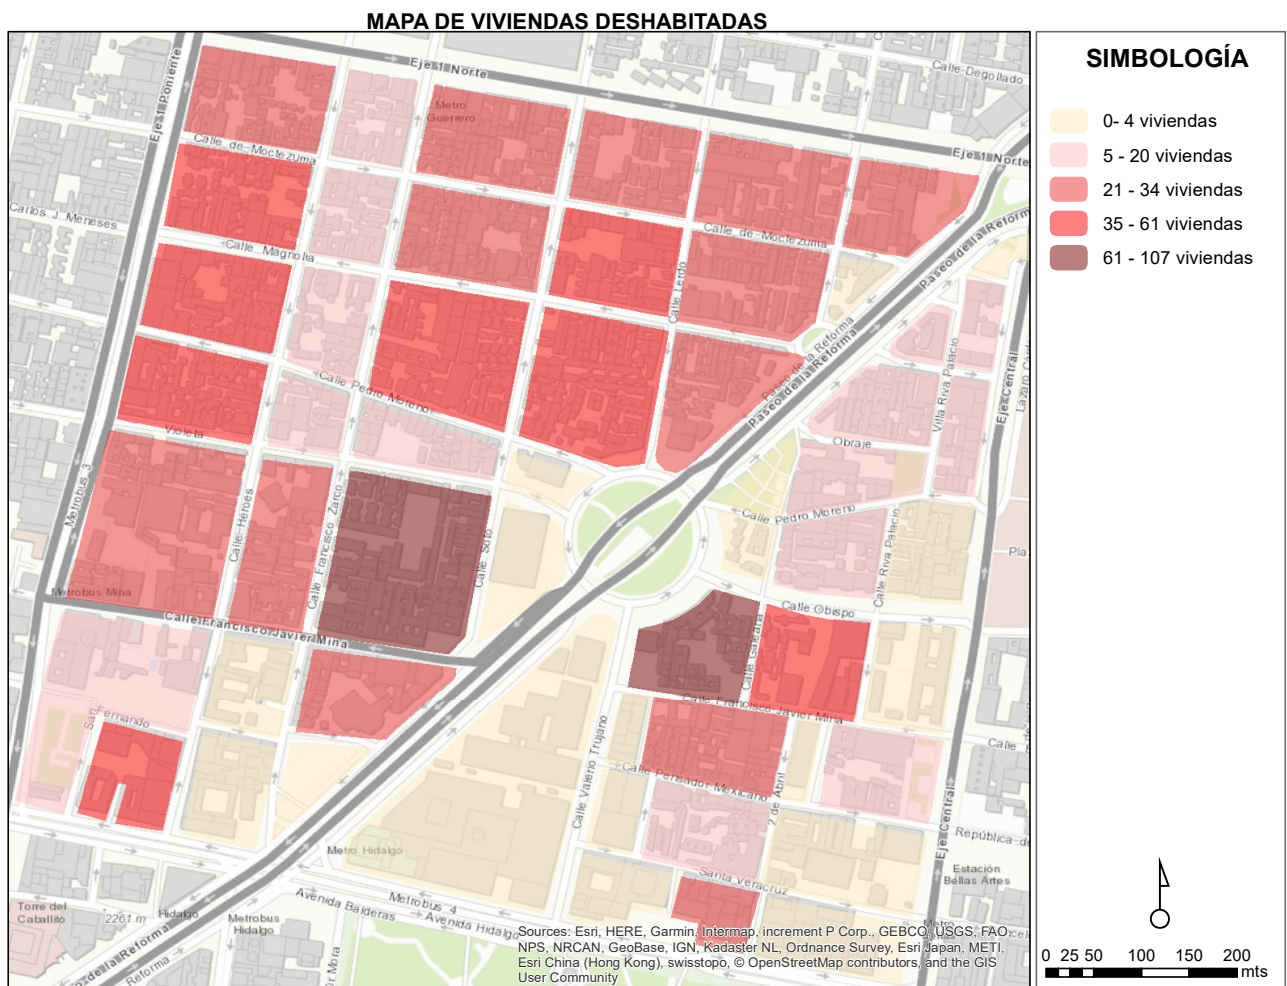 MAPA DE VIVIENDAS DESHABITADAS
SIMBOLOGÍA
0- 4 viviendas
5 - 20 viviendas
21 - 34 viviendas
35 - 61 viviendas
61 - 107 viviendas
Eje 1 Norte
Calle Degollado
Eje 1 Poniente
Metro
Guerrero
Calle de Moctezuma
Eje 1 Norte
Carlos J. Meneses
Calle Magnolia
Calle de Moctezuma
Paseo de la Reforma
Calle Lerdo
Paseo de la Reforma
Paseo de la Reforma
Calle Pedro Moreno
Villa Riva Palacio
Eje Central
Violeta
Obraje
Metrobus 3
Calle Héroes
Calle Francisco Zarco
Calle Soto
Calle Pedro Moreno
Calle Riva Palacio
Metrobus Mina
Calle Francisco Javier Mina
Calle Obispo
Calle Galeana
San Fernando
Calle Francisco Javier Mina
Calle Valerio Trujano
Calle Pensador Mexicano
2 de Abril
Eje Central
Metro Hidalgo
Santa Veracruz
Estación
Bellas Artes
Torre del
Caballito
2261 m
Hidalgo
Metrobus
Hidalgo
Metrobus 4
Avenida Balderas
Avenida Hidalgo
Sources: Esri, HERE, Garmin, Intermap, increment P Corp., GEBCO, USGS, FAO,
NPS, NRCAN, GeoBase, IGN, Kadaster NL, Ordnance Survey, Esri Japan, METI,
Esri China (Hong Kong), swisstopo, © OpenStreetMap contributors, and the GIS
User Community
0 25 50 100 150 200
mts